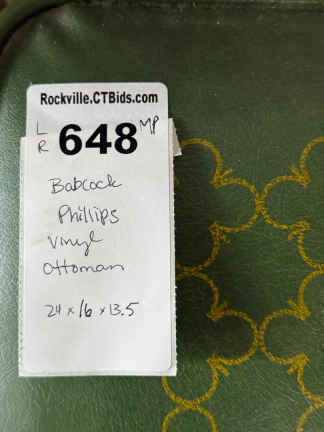 Rockville.CTBids.com
L
R 648 MP
Babcock
Phillips
Vinyl
Ottoman
24 x 16 x 13.5